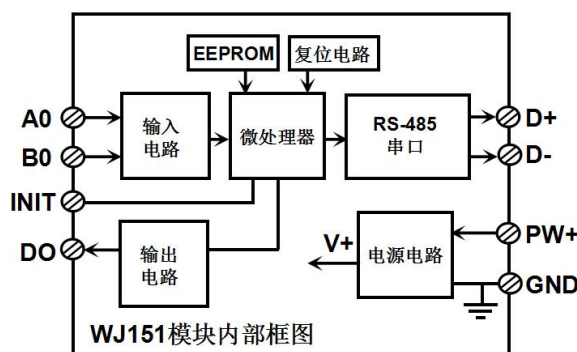 EEPROM
复位电路
A0
B0
INIT
DO
输入
电路
微处理器
RS-485
串口
D+
D-
输出
电路
V+
电源电路
PW+
GND
WJ151模块内部框图